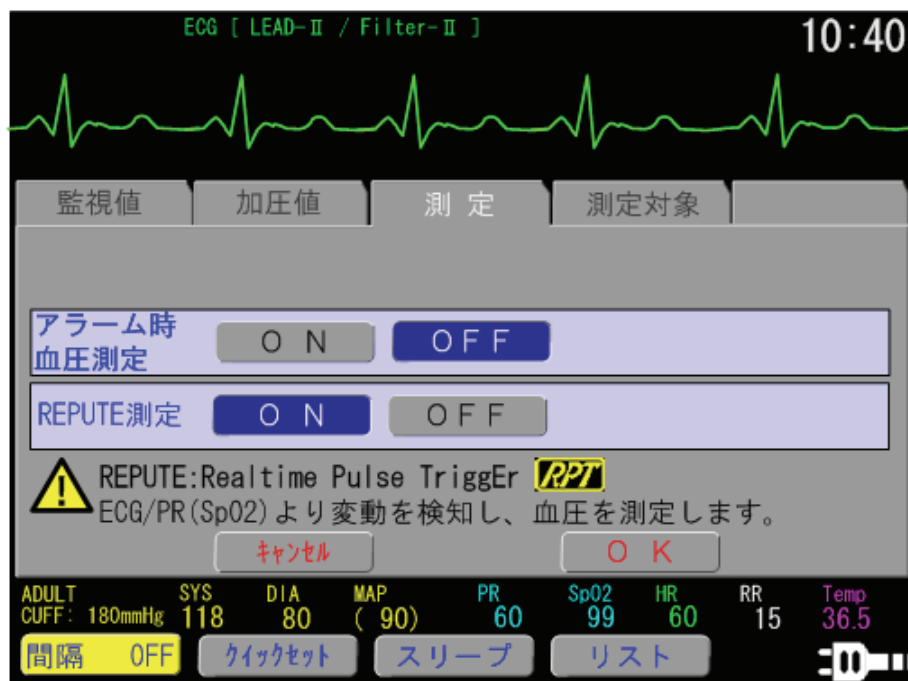 ECG [ LEAD-Ⅱ / Filter-Ⅱ ]
10:40
監視値 加圧値 測 定 測定対象
アラーム時
血圧測定
O N OFF
REPUTE測定 O N OFF
REPUTE:Realtime Pulse TriggEr RPT
ECG/PR(SpO2)より変動を検知し、血圧を測定します。
キャンセル O K
ADULT SYS DIA MAP PR SpO2 HR RR Temp
CUFF: 180mmHg 118 80 ( 90) 60 99 60 15 36.5
間隔 OFF クイックセット スリープ リスト